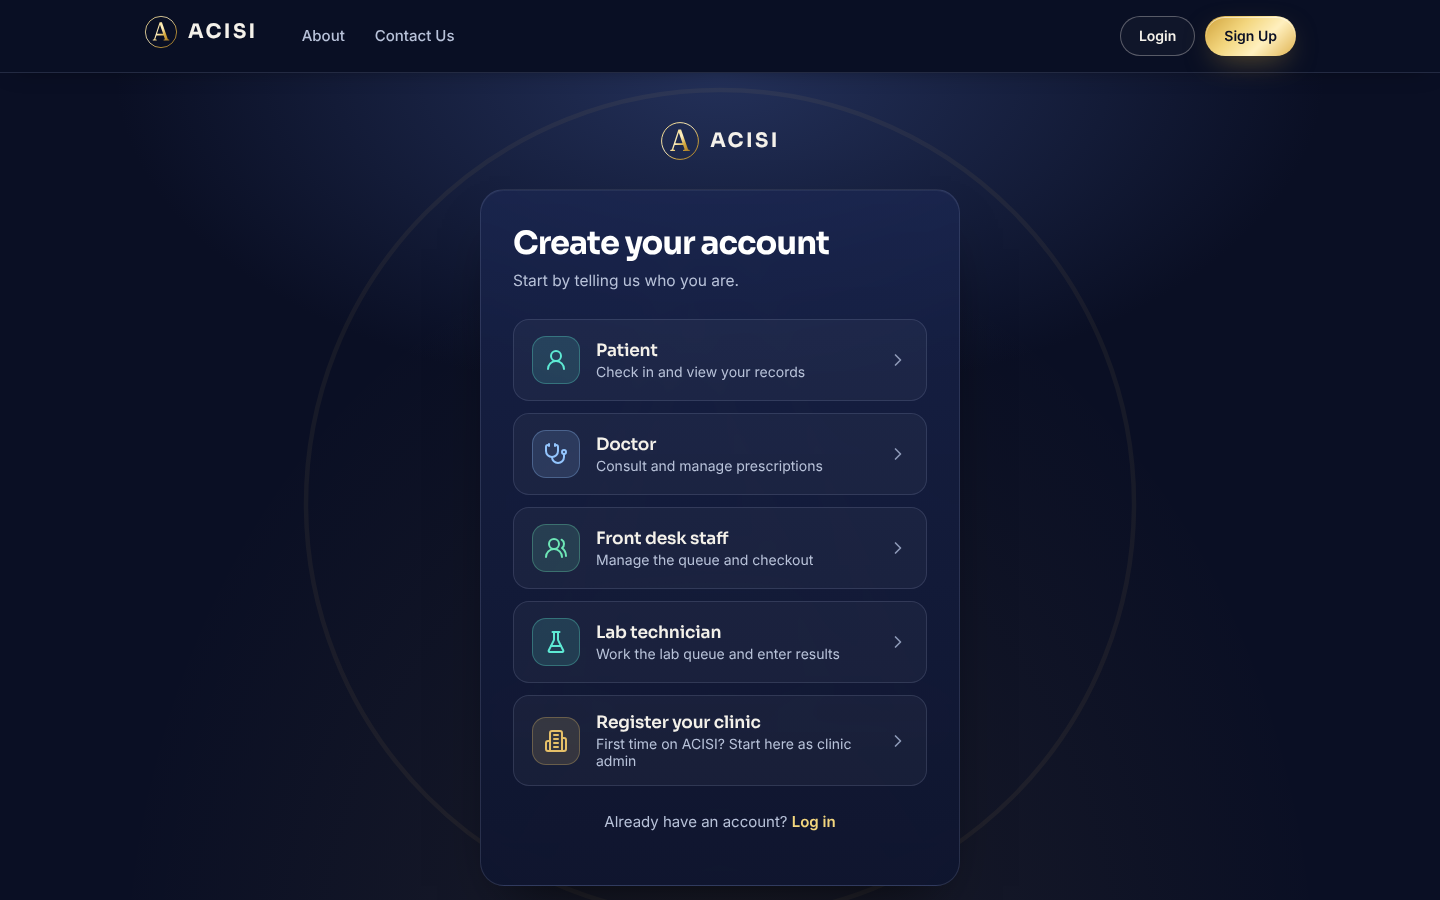 A ACISI
About
Contact Us
Login
Sign Up
A ACISI
Create your account
Start by telling us who you are.
Patient
Check in and view your records
Doctor
Consult and manage prescriptions
Front desk staff
Manage the queue and checkout
Lab technician
Work the lab queue and enter results
Register your clinic
First time on ACISI? Start here as clinic
admin
Already have an account? Log in